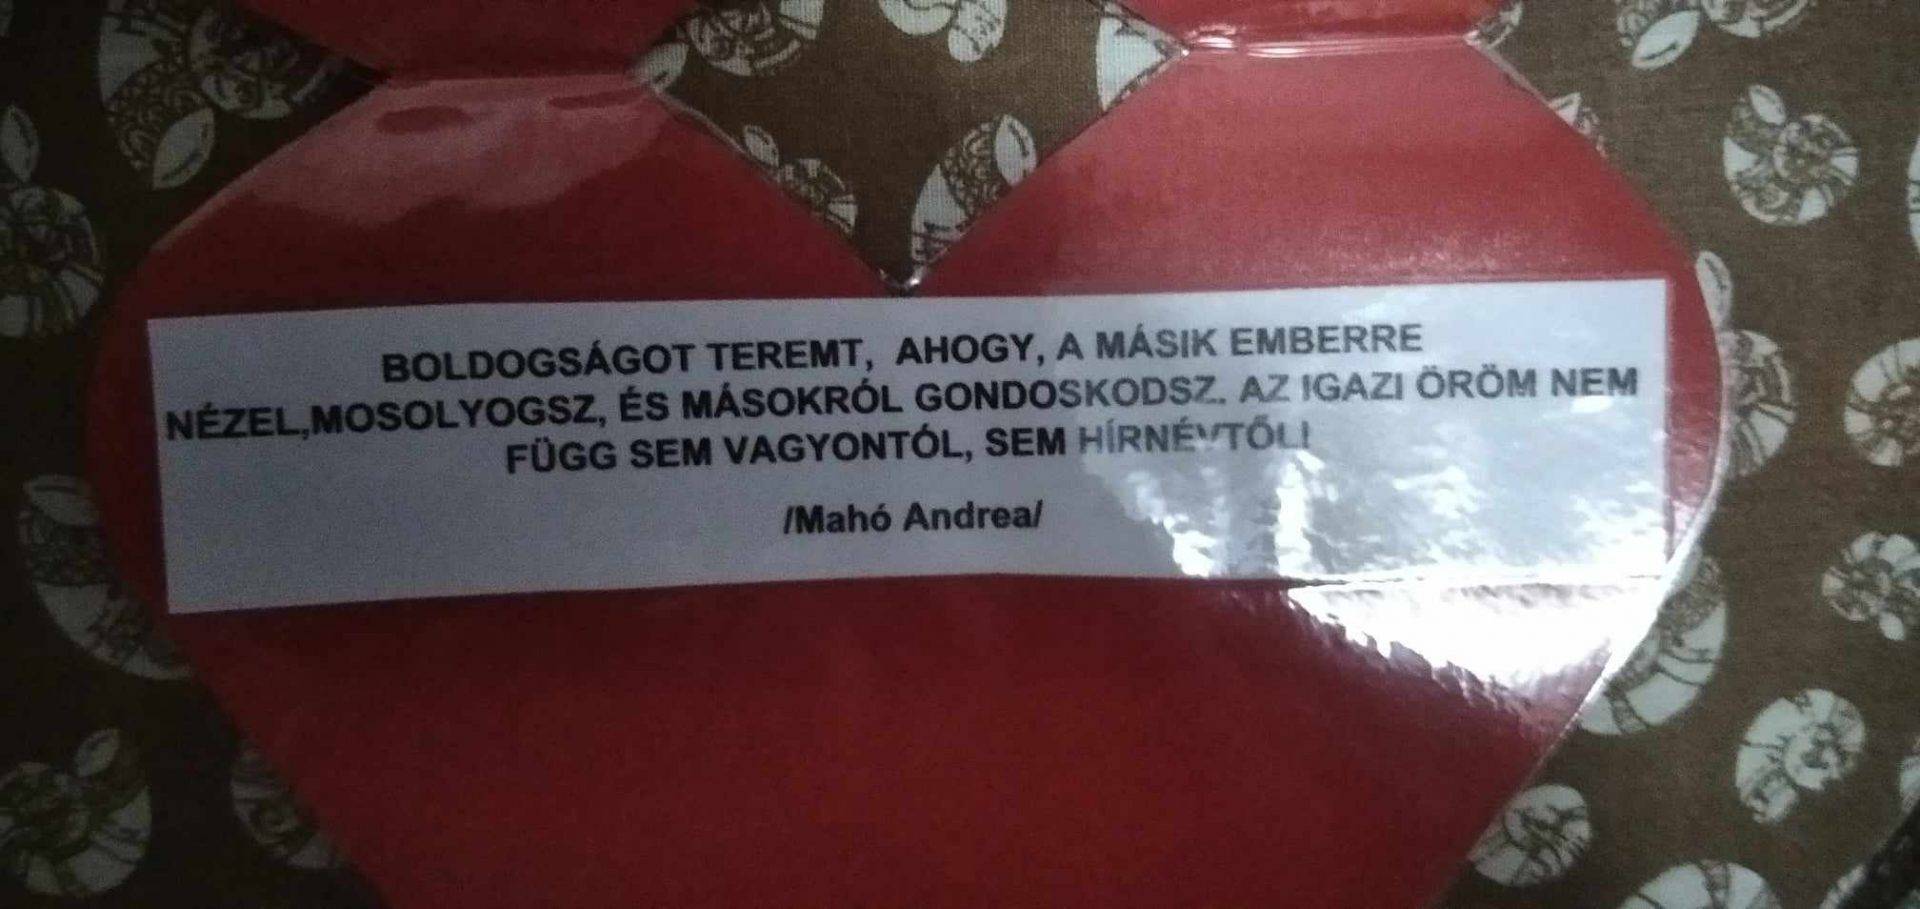 BOLDOGSÁGOT TEREMT, AHOGY, A MÁSIK EMBERRE
NÉZEL,MOSOLYOGSZ, ÉS MÁSOKRÓL GONDOSKODSZ. AZ IGAZI ÖRÖM NEM
FÜGG SEM VAGYONTÓL, SEM HÍRNÉVTŐL!
/Mahó Andrea/